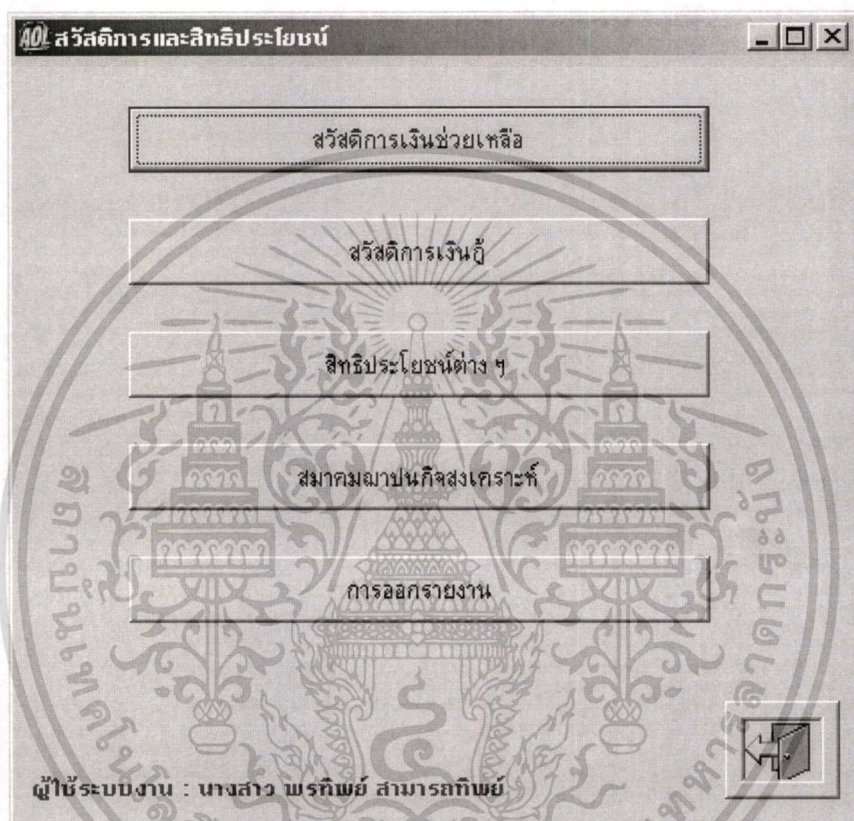 AOL สวัสดิการและสิทธิประโยชน์
สวัสดิการเงินช่วยเหลือ
สวัสดิการเงินกู้
สิทธิประโยชน์ต่าง ๆ
สมาคมฌาปนกิจสงเคราะห์
การออกรายงาน
ผู้ใช้ระบบงาน : นางสาว พรทิพย์ สามารถทิพย์